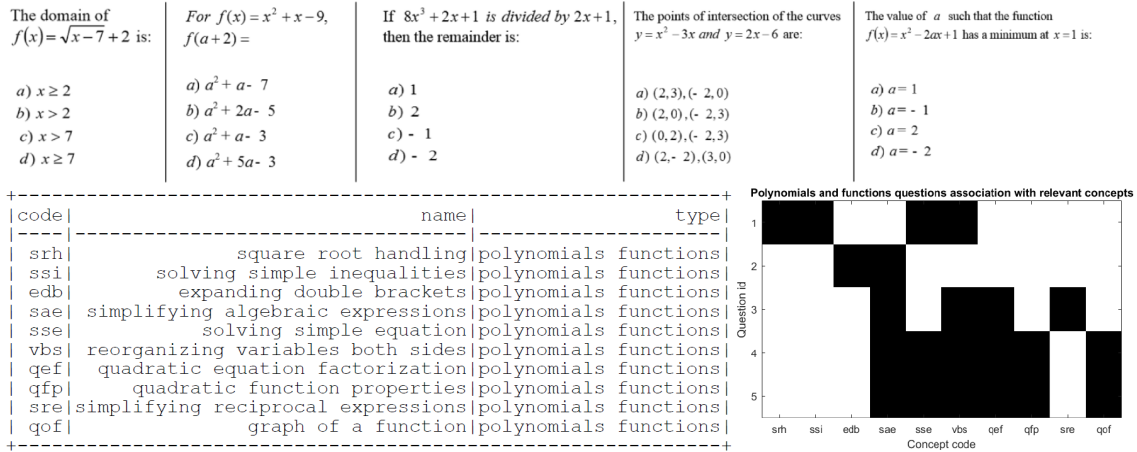 The domain of
f(x)=√x−7+2 is:
a) x ≥ 2
b) x > 2
c) x > 7
d) x ≥ 7
For f(x)= x² +x−9,
f(a+2)=
a) a² + a- 7
b) a² + 2a- 5
c) a² + a- 3
d) a² + 5a- 3
If 8x³ +2x+1 is divided by 2x+1,
then the remainder is:
a) 1
b) 2
c) - 1
d) - 2
The points of intersection of the
curves
y = x² −3x and y = 2x−6 are:
a) (2,3),(- 2,0)
b) (2,0),(- 2,3)
c) (0,2),(- 2,3)
d) (2,- 2),(3,0)
The value of a such that the function
f(x)= x² −2ax+1 has a minimum at x =1 is:
a) a= 1
b) a= - 1
c) a= 2
d) a= - 2
+-----------------------------------------------------------+
|code| name| type|
|----|-------------------------------|---------------------|
| srh| square root handling|polynomials functions|
| ssi| solving simple inequalities|polynomials functions|
| edb| expanding double brackets|polynomials functions|
| sae| simplifying algebraic expressions|polynomials functions|
| sse| solving simple equation|polynomials functions|
| vbs| reorganizing variables both sides|polynomials functions|
| qef| quadratic equation factorization|polynomials functions|
| qfp| quadratic function properties|polynomials functions|
| sre|simplifying reciprocal expressions|polynomials functions|
| qof| graph of a function|polynomials functions|
+-----------------------------------------------------------+
Polynomials and functions questions association with relevant concepts
Question id
1
2
3
4
5
srh ssi edb sae sse vbs qef qfp sre qof
Concept code